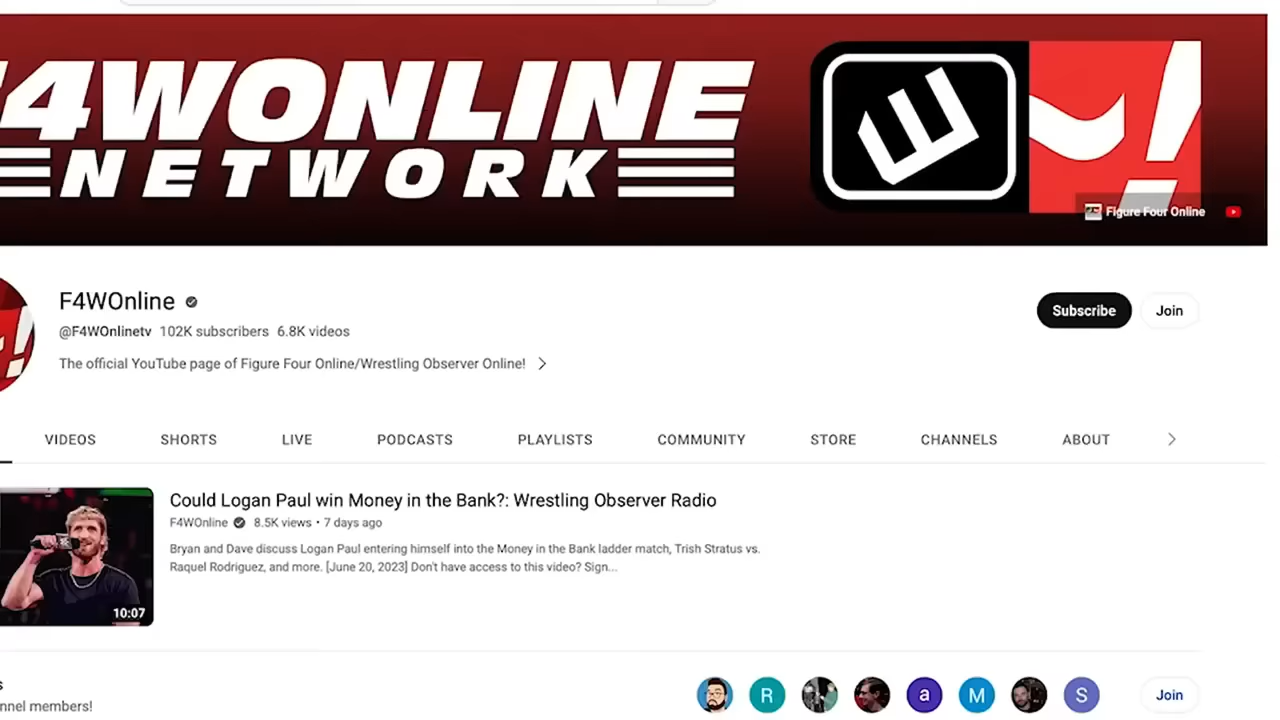 F4WONLINE
NETWORK
Figure Four Online
F4WOnline
@F4WOnlinetv 102K subscribers 6.8K videos
The official YouTube page of Figure Four Online/Wrestling Observer Online!
Subscribe
Join
VIDEOS SHORTS LIVE PODCASTS PLAYLISTS COMMUNITY STORE CHANNELS ABOUT
Could Logan Paul win Money in the Bank?: Wrestling Observer Radio
F4WOnline 8.5K views • 7 days ago
Bryan and Dave discuss Logan Paul entering himself into the Money in the Bank ladder match, Trish Stratus vs.
Raquel Rodriguez, and more. [June 20, 2023] Don't have access to this video? Sign...
10:07
R a M S
Join
members!